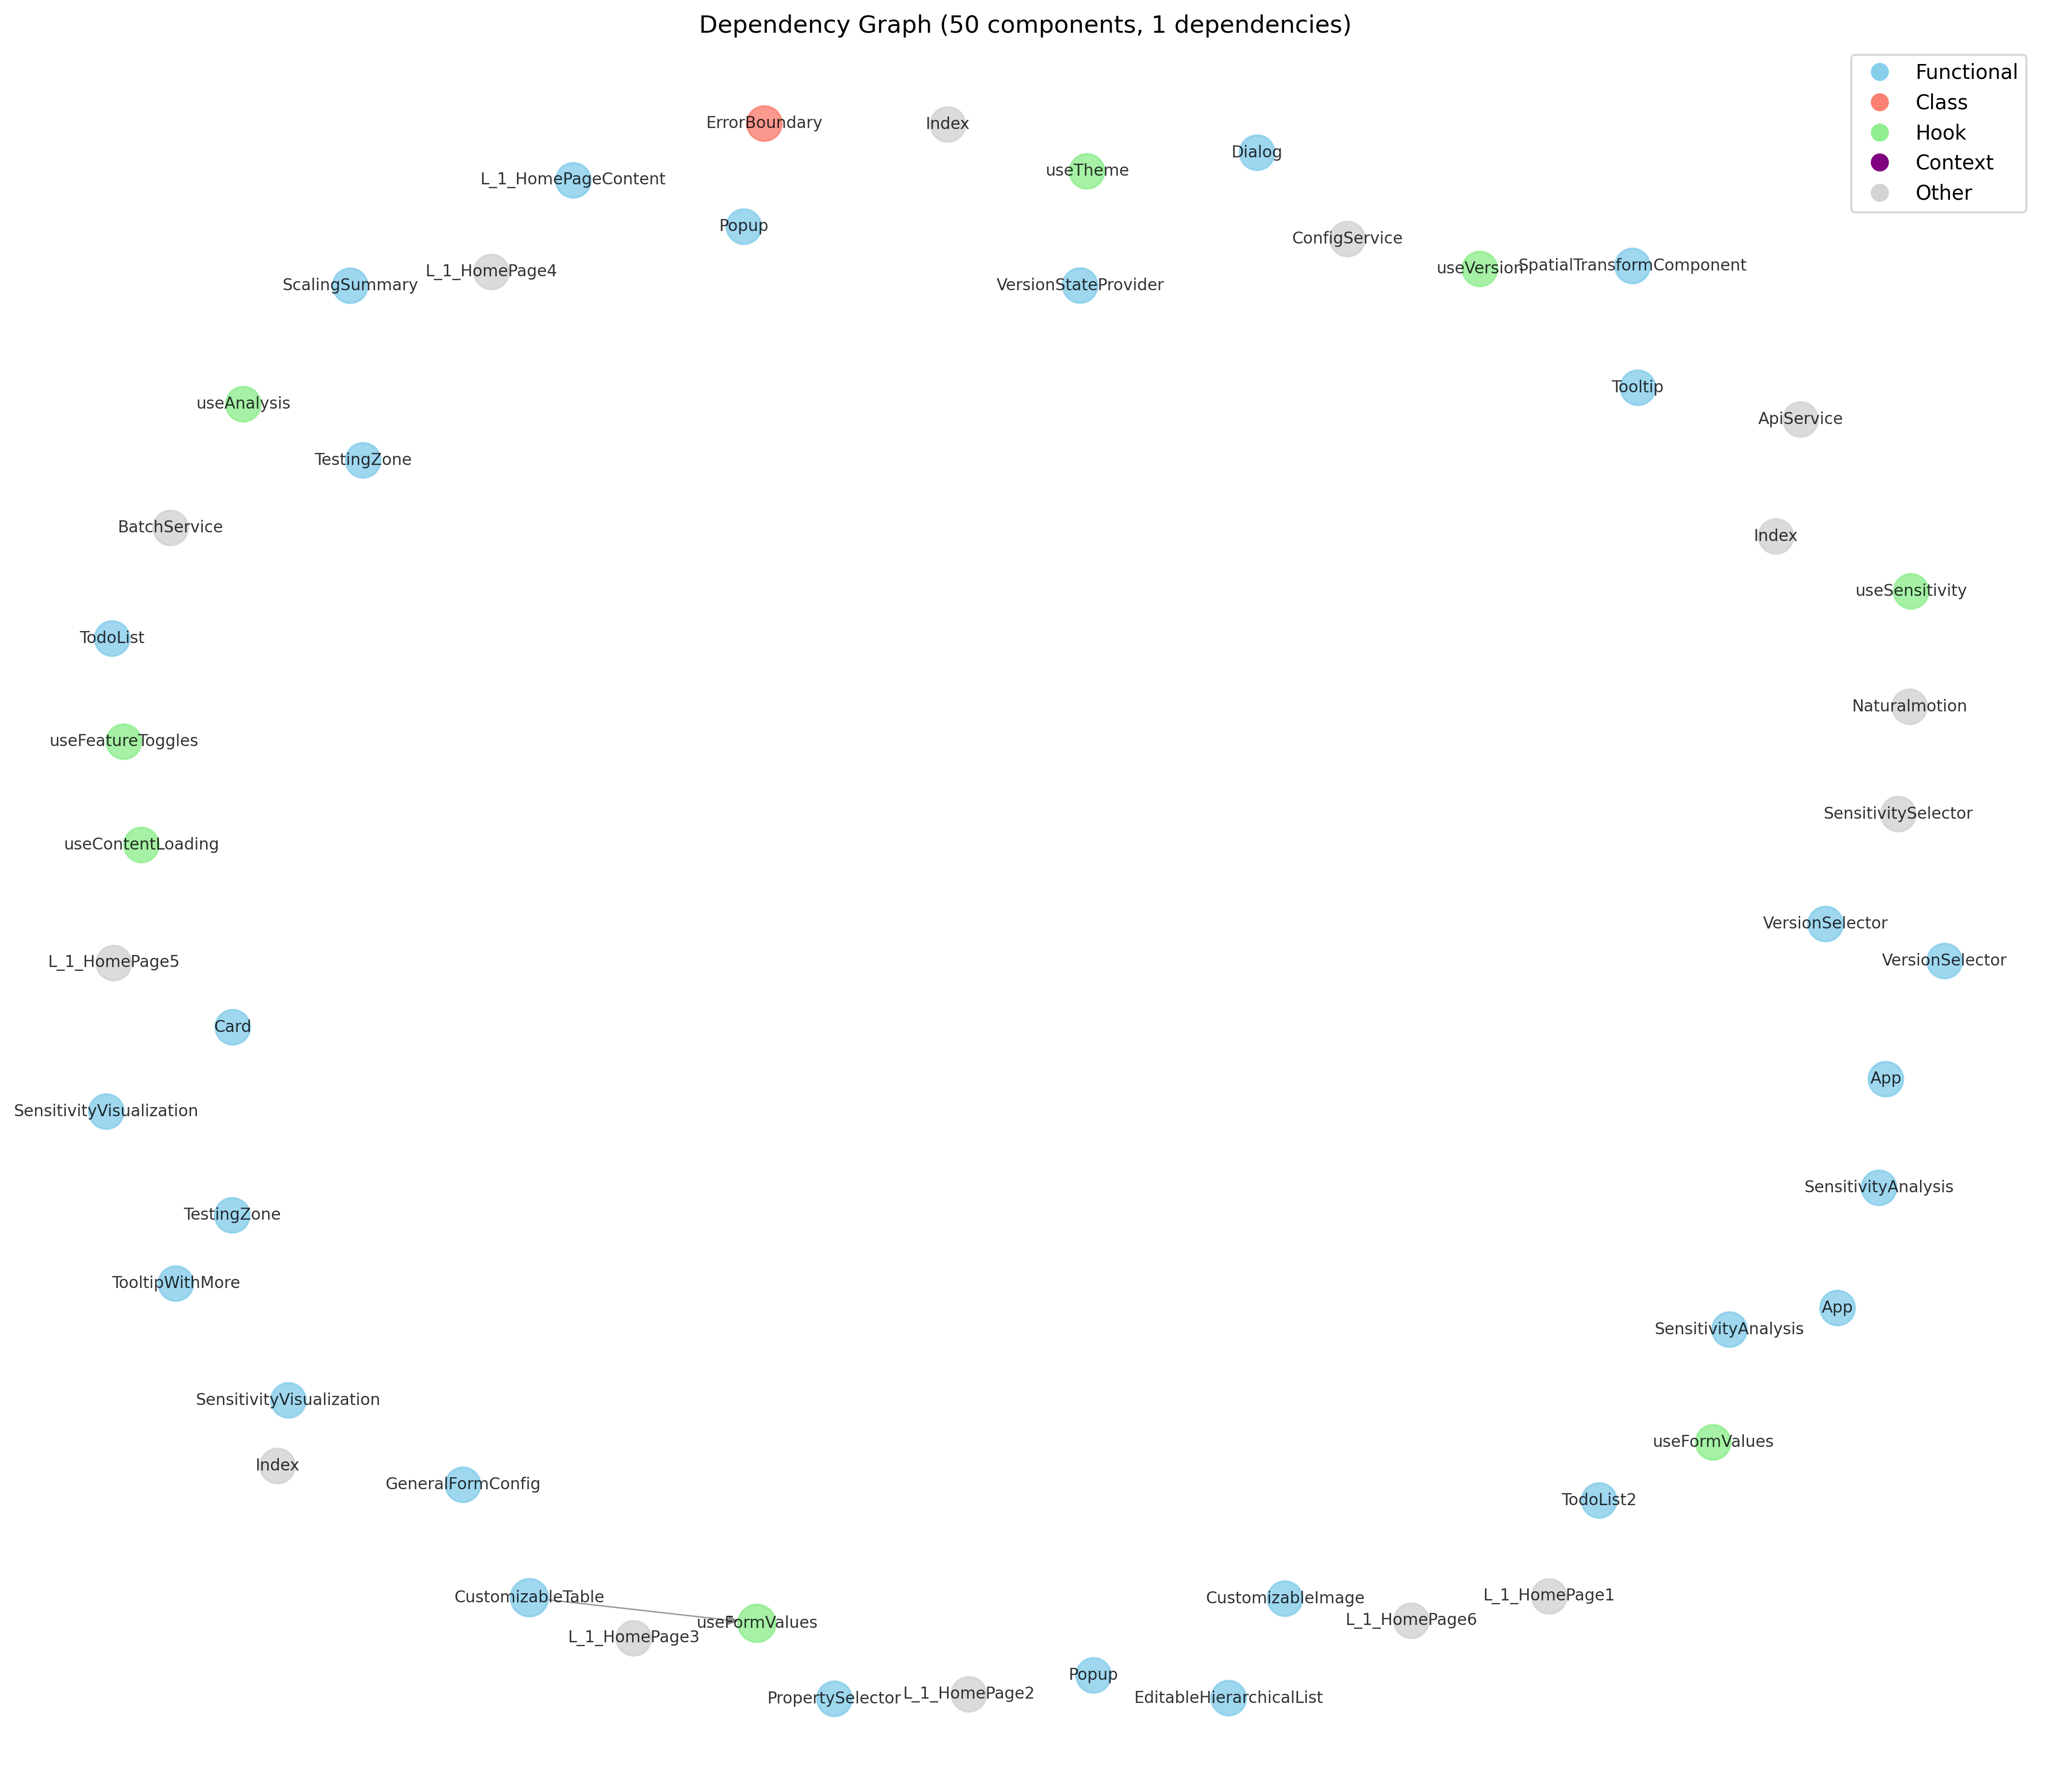 Dependency Graph (50 components, 1 dependencies)
Functional
Class
Hook
Context
Other
ErrorBoundary
Index
Dialog
useTheme
L_1_HomePageContent
Popup
ConfigService
SpatialTransformComponent
useVersion
L_1_HomePage4
ScalingSummary
VersionStateProvider
Tooltip
useAnalysis
ApiService
TestingZone
BatchService
Index
useSensitivity
TodoList
Naturalmotion
useFeatureToggles
SensitivitySelector
useContentLoading
VersionSelector
VersionSelector
L_1_HomePage5
Card
App
SensitivityVisualization
SensitivityAnalysis
TestingZone
TooltipWithMore
App
SensitivityAnalysis
SensitivityVisualization
useFormValues
Index
GeneralFormConfig
TodoList2
L_1_HomePage1
CustomizableTable
CustomizableImage
L_1_HomePage6
useFormValues
L_1_HomePage3
Popup
L_1_HomePage2
PropertySelector
EditableHierarchicalList